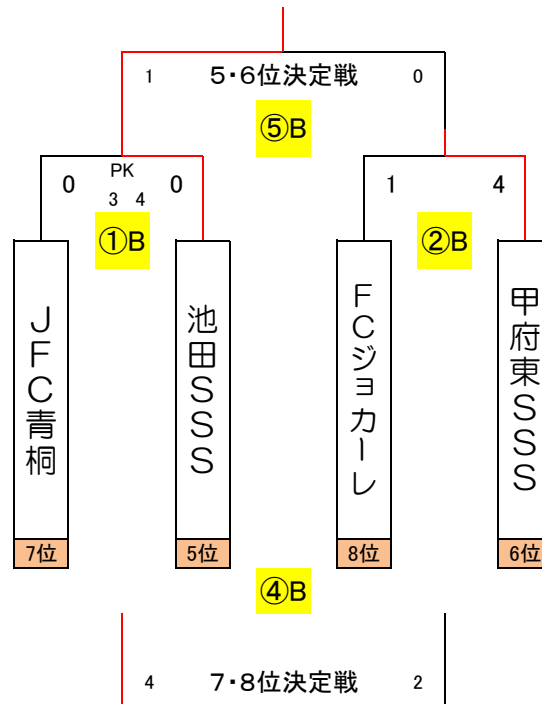 1 5・6位決定戦 0
⑤B
PK
0 3 4 0
1 4
①B
②B
JFC青桐
池田SSS
FCジョカーレ
甲府東SSS
7位 5位 8位 6位
④B
4 7・8位決定戦 2